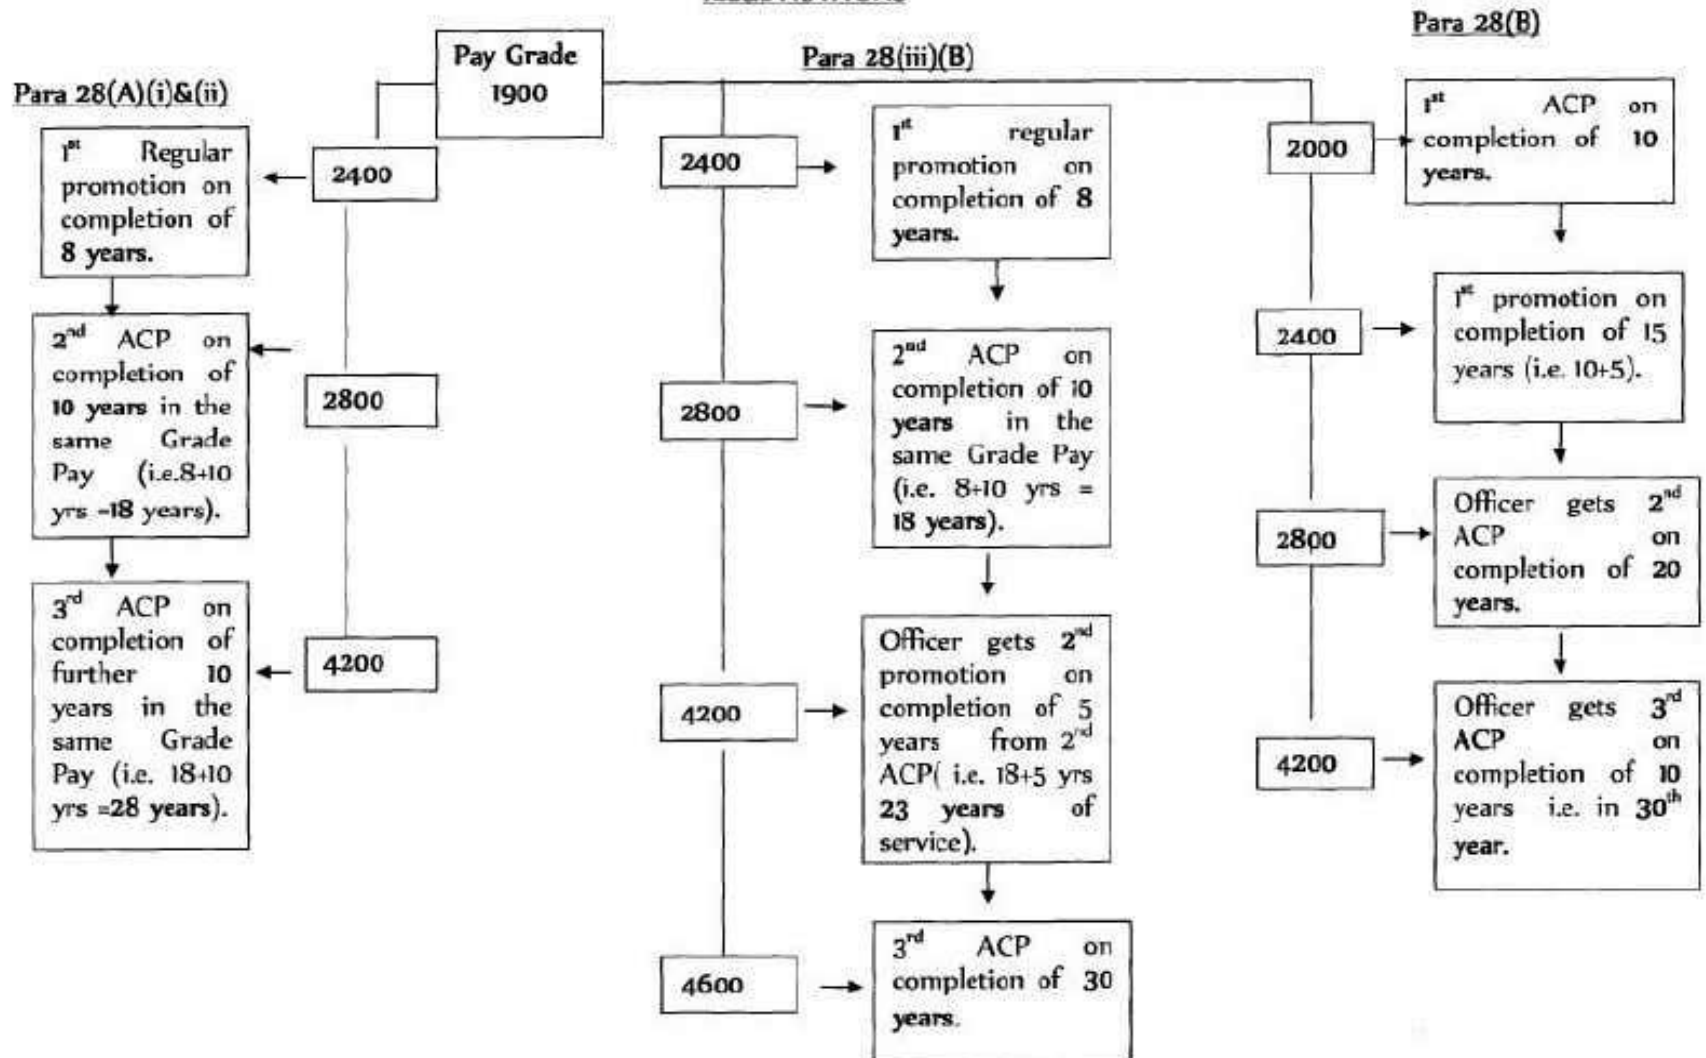 Pay Grade
1900
Para 28(A)(i)&(ii)
2400
1st Regular
promotion on
completion of
8 years.
2800
2nd ACP on
completion of
10 years in the
same Grade
Pay (i.e.8+10
yrs =18 years).
4200
3rd ACP on
completion of
further 10
years in the
same Grade
Pay (i.e. 18+10
yrs =28 years).
Para 28(iii)(B)
2400
1st regular
promotion on
completion of 8
years.
2800
2nd ACP on
completion of 10
years in the
same Grade Pay
(i.e. 8+10 yrs =
18 years).
4200
Officer gets 2nd
promotion on
completion of 5
years from 2nd
ACP( i.e. 18+5 yrs
23 years of
service).
4600
3rd ACP on
completion of 30
years.
Para 28(B)
2000
1st ACP on
completion of 10
years.
2400
1st promotion on
completion of 15
years (i.e. 10+5).
2800
Officer gets 2nd
ACP on
completion of 20
years.
4200
Officer gets 3rd
ACP on
completion of 10
years i.e. in 30th
year.